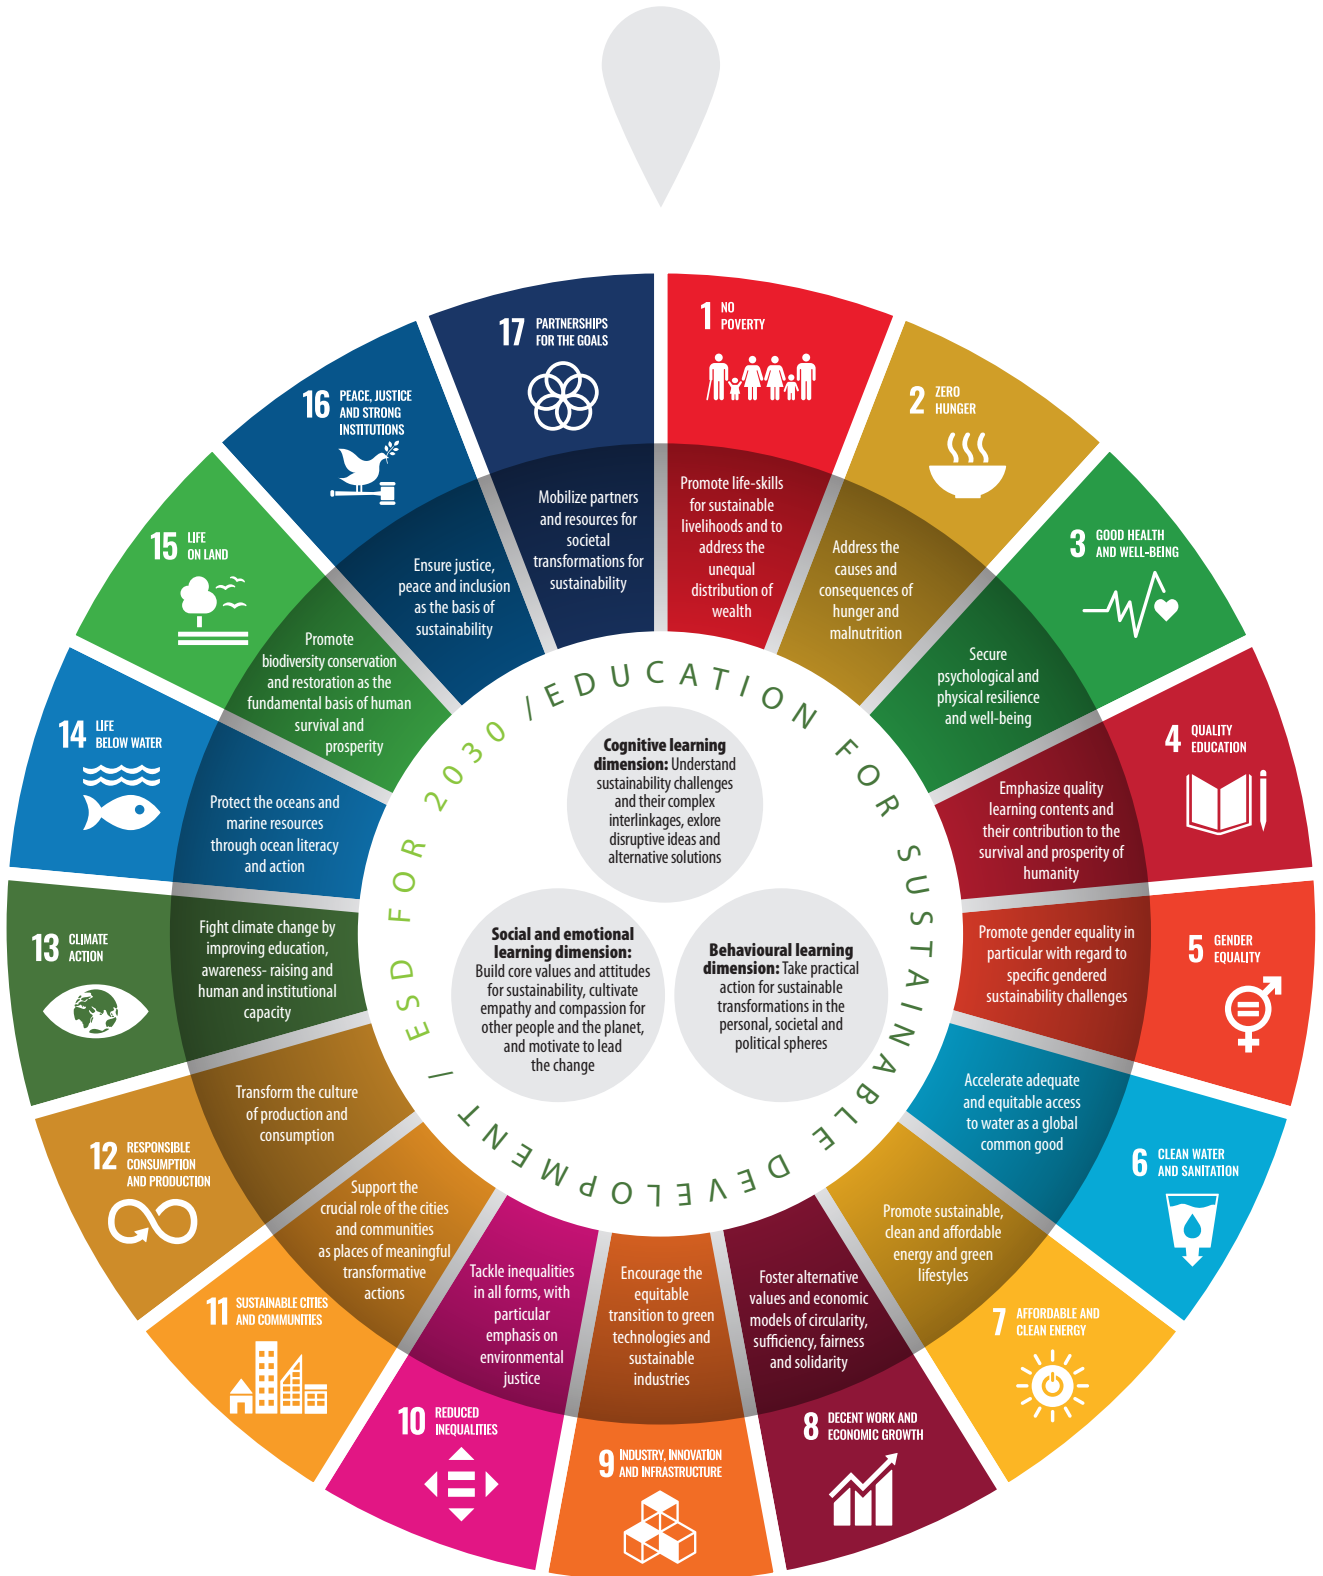 1 NO
POVERTY
Promote life-skills
for sustainable
livelihoods and to
address the
unequal
distribution of
wealth
2 ZERO
HUNGER
Address the
causes and
consequences of
hunger and
malnutrition
3 GOOD HEALTH
AND WELL-BEING
Secure
psychological and
physical resilience
and well-being
4 QUALITY
EDUCATION
Emphasize quality
learning contents and
their contribution to the
survival and prosperity of
humanity
5 GENDER
EQUALITY
Promote gender equality in
particular with regard to
specific gendered
sustainability challenges
6 CLEAN WATER
AND SANITATION
Accelerate adequate
and equitable access
to water as a global
common good
7 AFFORDABLE AND
CLEAN ENERGY
Promote sustainable,
clean and affordable
energy and green
lifestyles
8 DECENT WORK AND
ECONOMIC GROWTH
Foster alternative
values and economic
models of circularity,
sufficiency, fairness
and solidarity
9 INDUSTRY, INNOVATION
AND INFRASTRUCTURE
Encourage the
equitable
transition to green
technologies and
sustainable
industries
10 REDUCED
INEQUALITIES
Tackle inequalities
in all forms, with
particular
emphasis on
environmental
justice
11 SUSTAINABLE CITIES
AND COMMUNITIES
Support the
crucial role of the cities
and communities
as places of meaningful
transformative
actions
12 RESPONSIBLE
CONSUMPTION
AND PRODUCTION
Transform the culture
of production and
consumption
13 CLIMATE
ACTION
Fight climate change by
improving education,
awareness- raising and
human and institutional
capacity
14 LIFE
BELOW WATER
Protect the oceans and
marine resources
through ocean literacy
and action
15 LIFE
ON LAND
Promote
biodiversity conservation
and restoration as the
fundamental basis of human
survival and
prosperity
16 PEACE, JUSTICE
AND STRONG
INSTITUTIONS
Ensure justice,
peace and inclusion
as the basis of
sustainability
17 PARTNERSHIPS
FOR THE GOALS
Mobilize partners
and resources for
societal
transformations for
sustainability
/ EDUCATION FOR SUSTAINABLE DEVELOPMENT / ESD FOR 2030
Cognitive learning
dimension: Understand
sustainability challenges
and their complex
interlinkages, exlore
disruptive ideas and
alternative solutions
Social and emotional
learning dimension:
Build core values and attitudes
for sustainability, cultivate
empathy and compassion for
other people and the planet,
and motivate to lead
the change
Behavioural learning
dimension: Take practical
action for sustainable
transformations in the
personal, societal and
political spheres